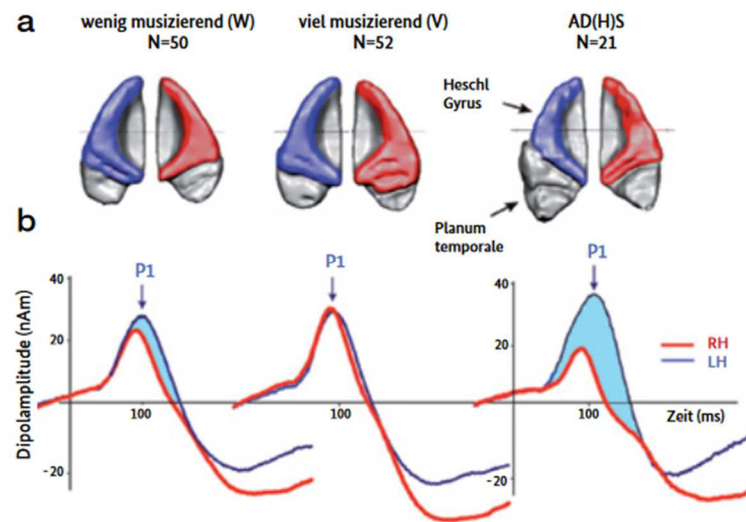 a
wenig musizierend (W)
N=50
viel musizierend (V)
N=52
AD(H)S
N=21
Heschl
Gyrus
Planum
temporale
b
Dipolamplitude (nAm)
40
20
-20
P1
100
P1
100
40
20
-20
P1
100
RH
LH
Zeit (ms)